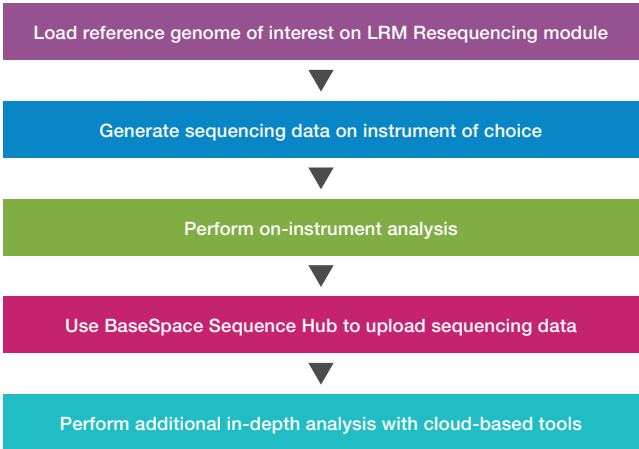 Load reference genome of interest on LRM Resequencing module
Generate sequencing data on instrument of choice
Perform on-instrument analysis
Use BaseSpace Sequence Hub to upload sequencing data
Perform additional in-depth analysis with cloud-based tools